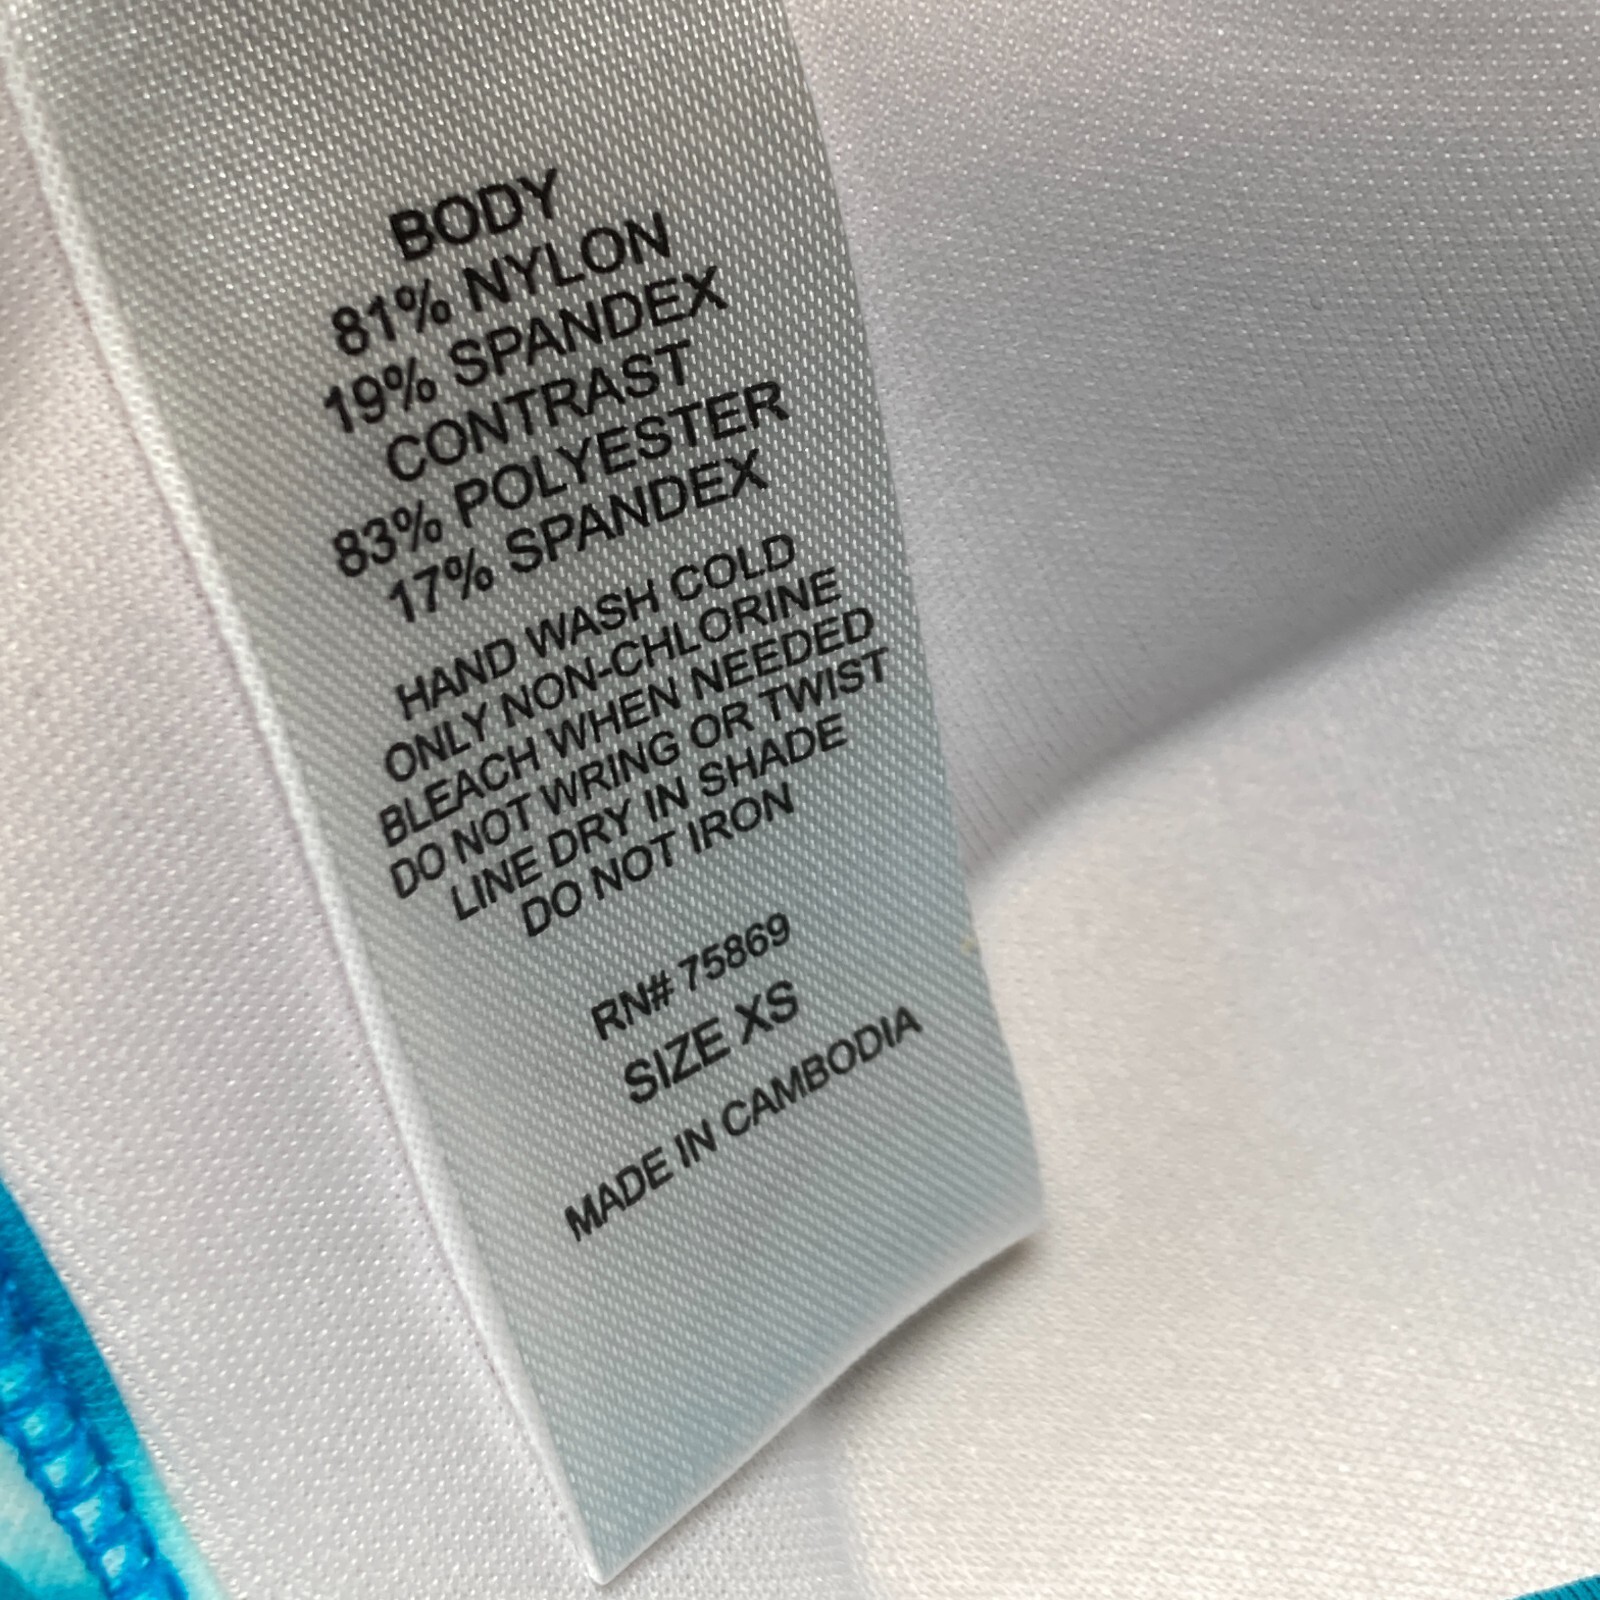 BODY
81% NYLON
19% SPANDEX
CONTRAST
83% POLYESTER
17% SPANDEX
HAND WASH COLD
ONLY NON-CHLORINE
BLEACH WHEN NEEDED
DO NOT WRING OR TWIST
LINE DRY IN SHADE
DO NOT IRON
RN# 75869
SIZE XS
MADE IN CAMBODIA